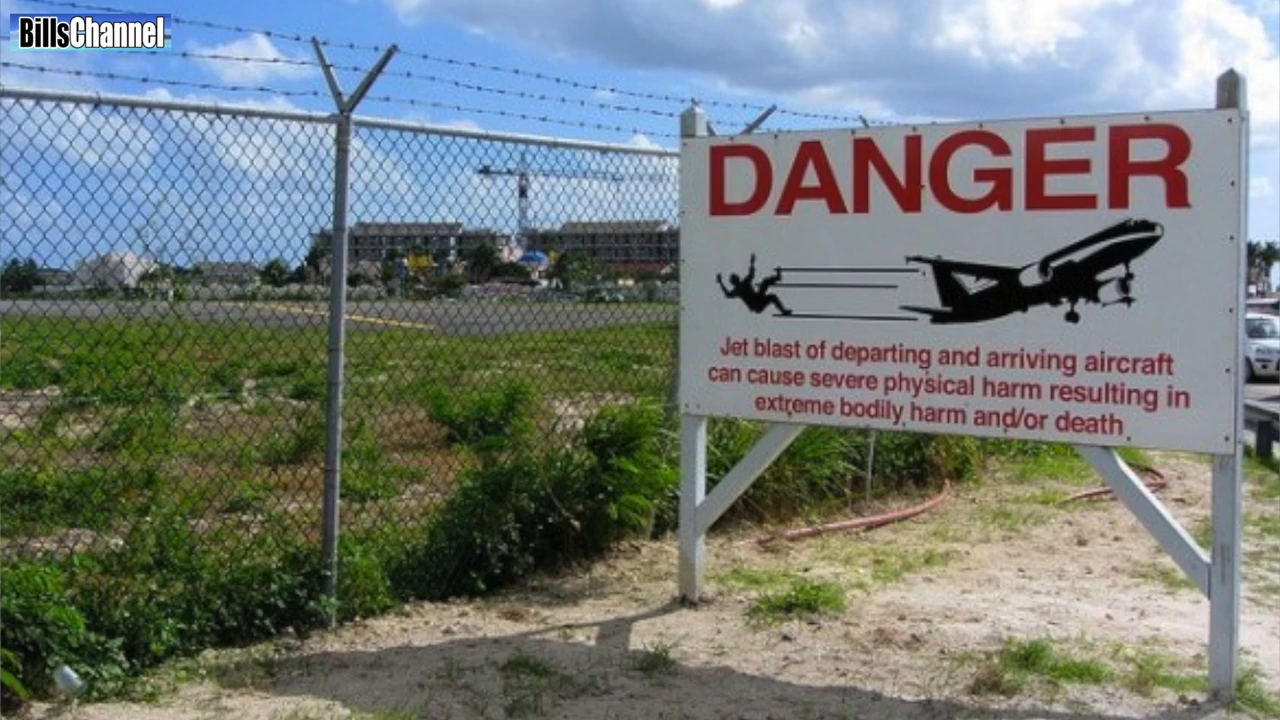 BillsChannel
DANGER
Jet blast of departing and arriving aircraft
can cause severe physical harm resulting in
extreme bodily harm and/or death